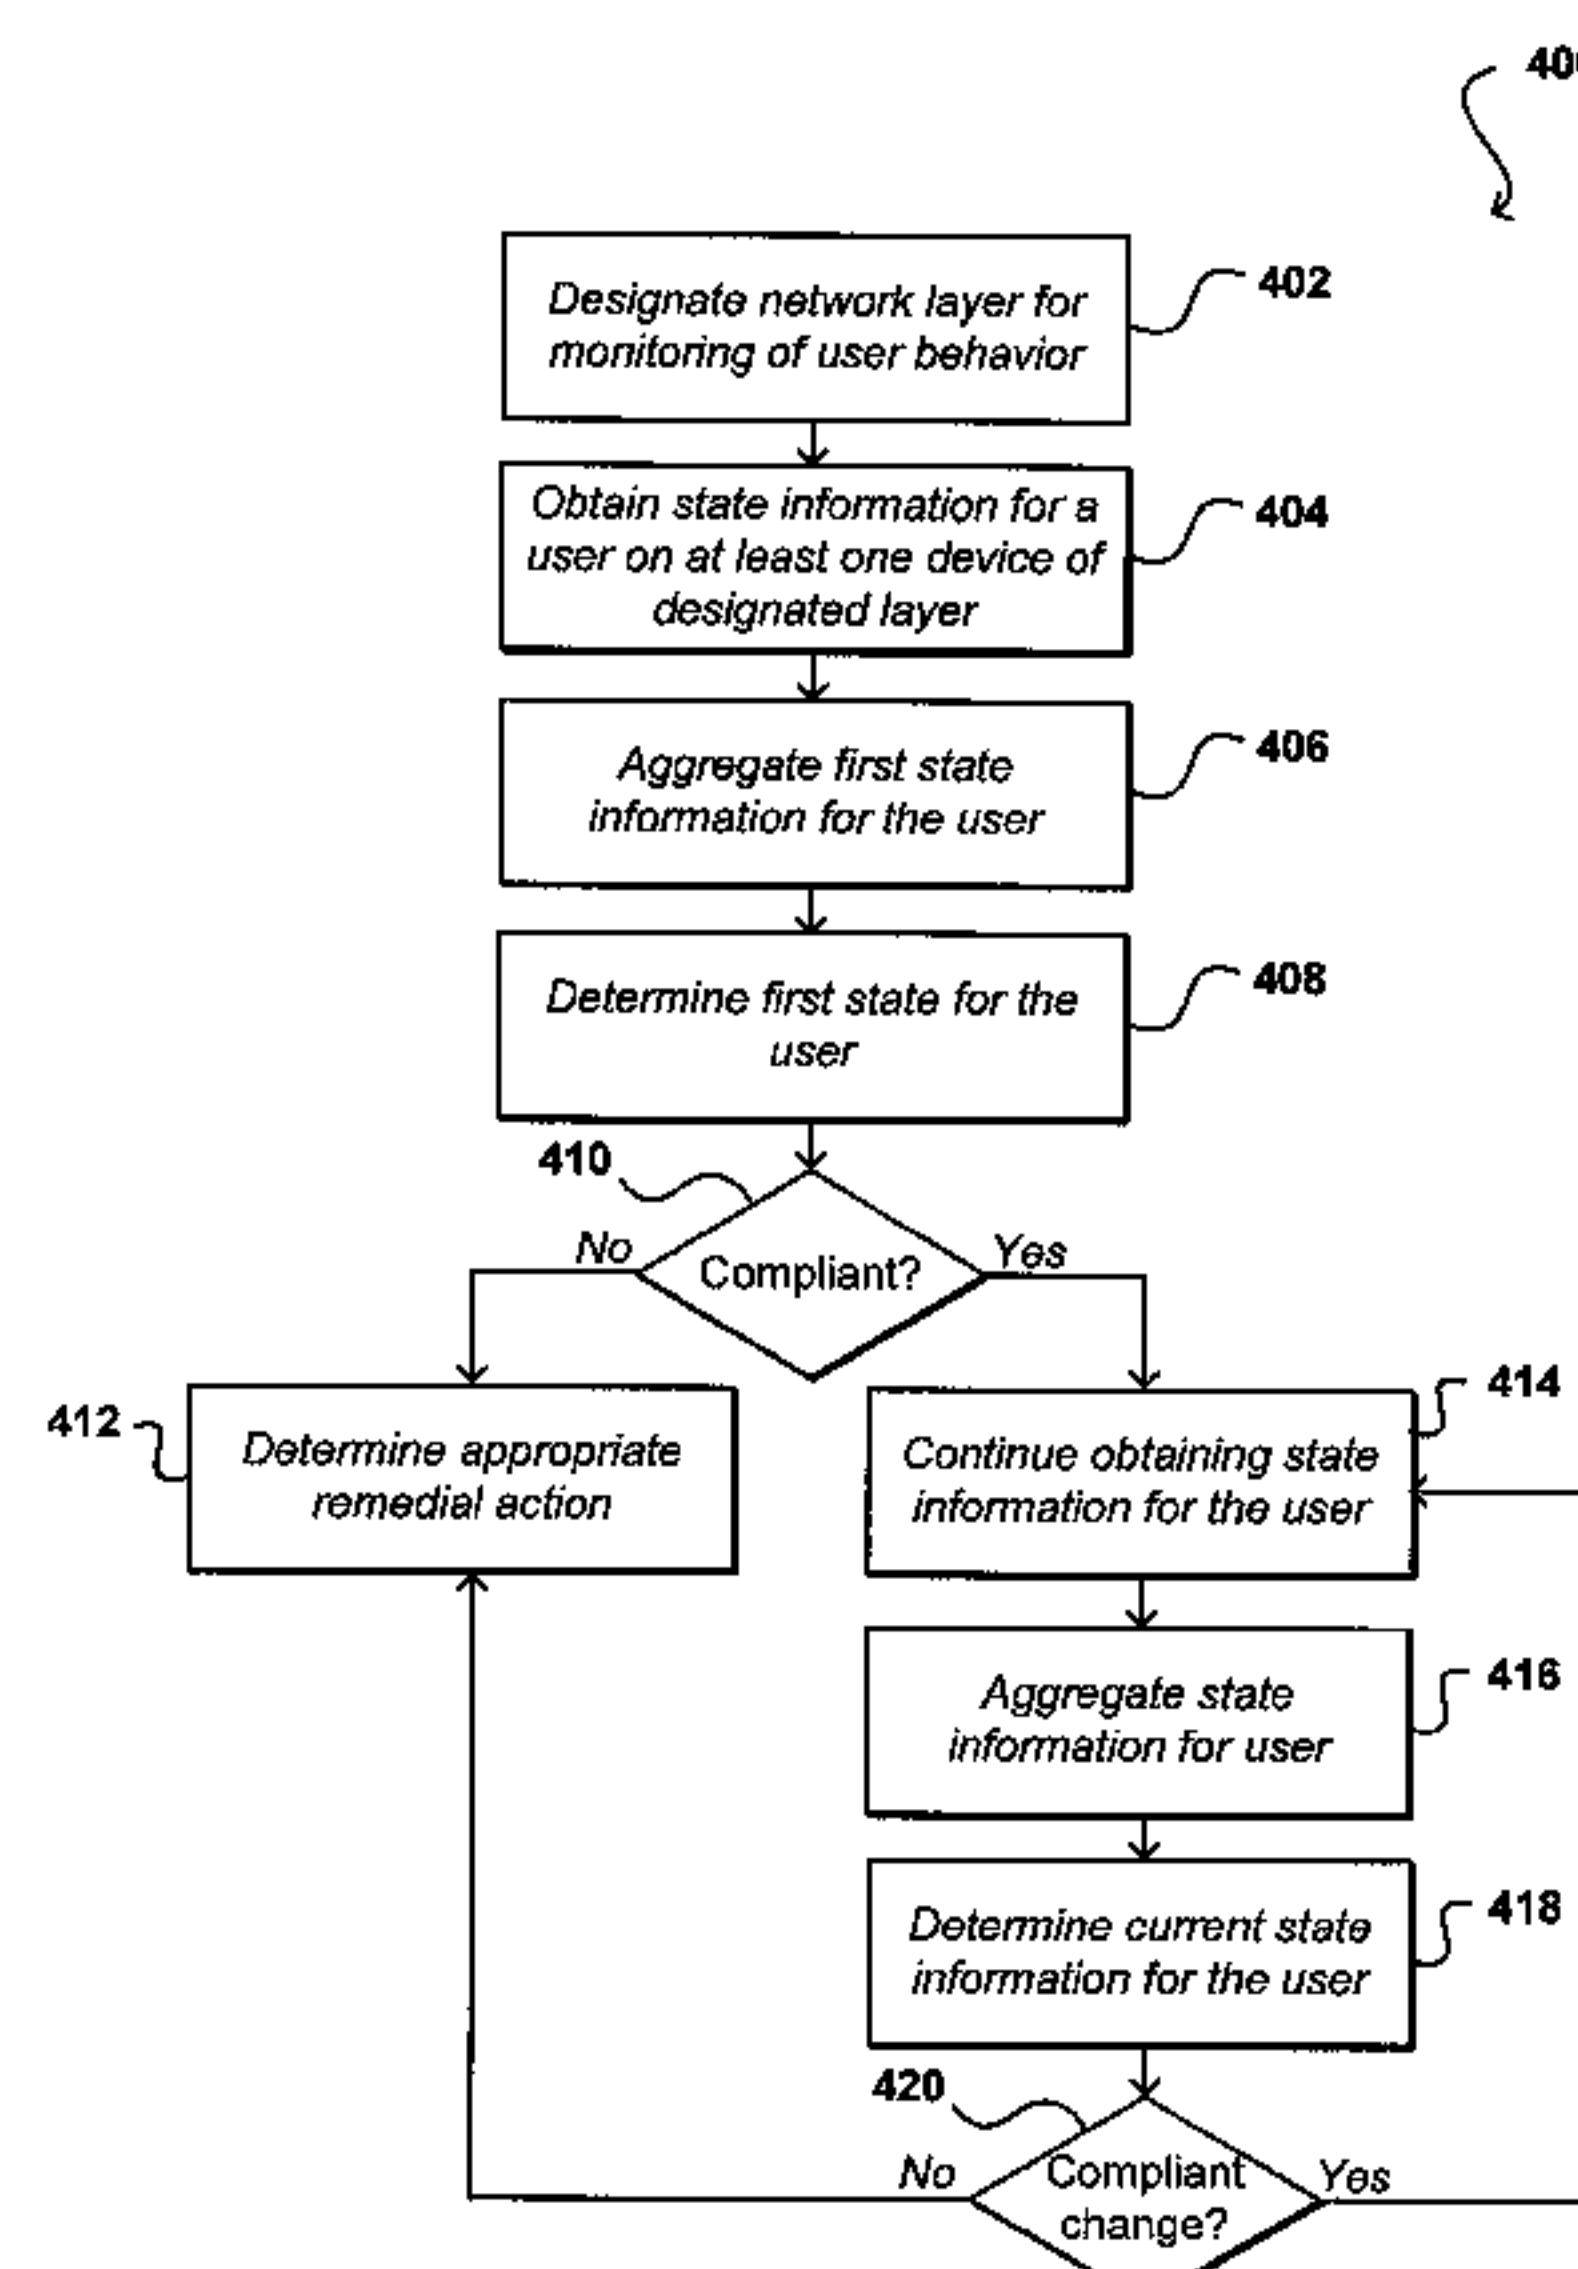 Designate network layer for
monitoring of user behavior
402
Obtain state information for a
user on at least one device of
designated layer
404
Aggregate first state
information for the user
406
Determine first state for the
user
408
410
No
Compliant?
Yes
412
Determine appropriate
remedial action
414
Continue obtaining state
information for the user
416
Aggregate state
information for user
418
Determine current state
information for the user
420
No
Compliant
change?
Yes